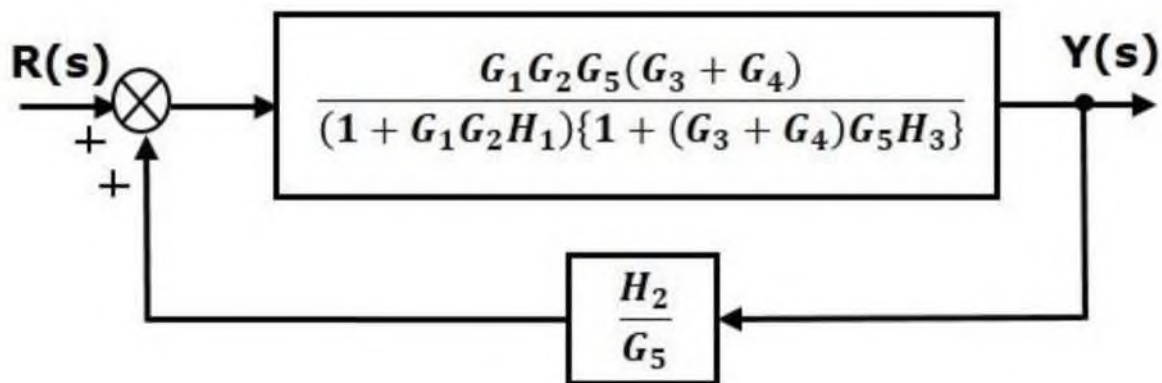 R(s)
Y(s)
G₁G₂G₅(G₃ + G₄)
(1 + G₁G₂H₁){1 + (G₃ + G₄)G₅H₃}
+
+
H₂
G₅